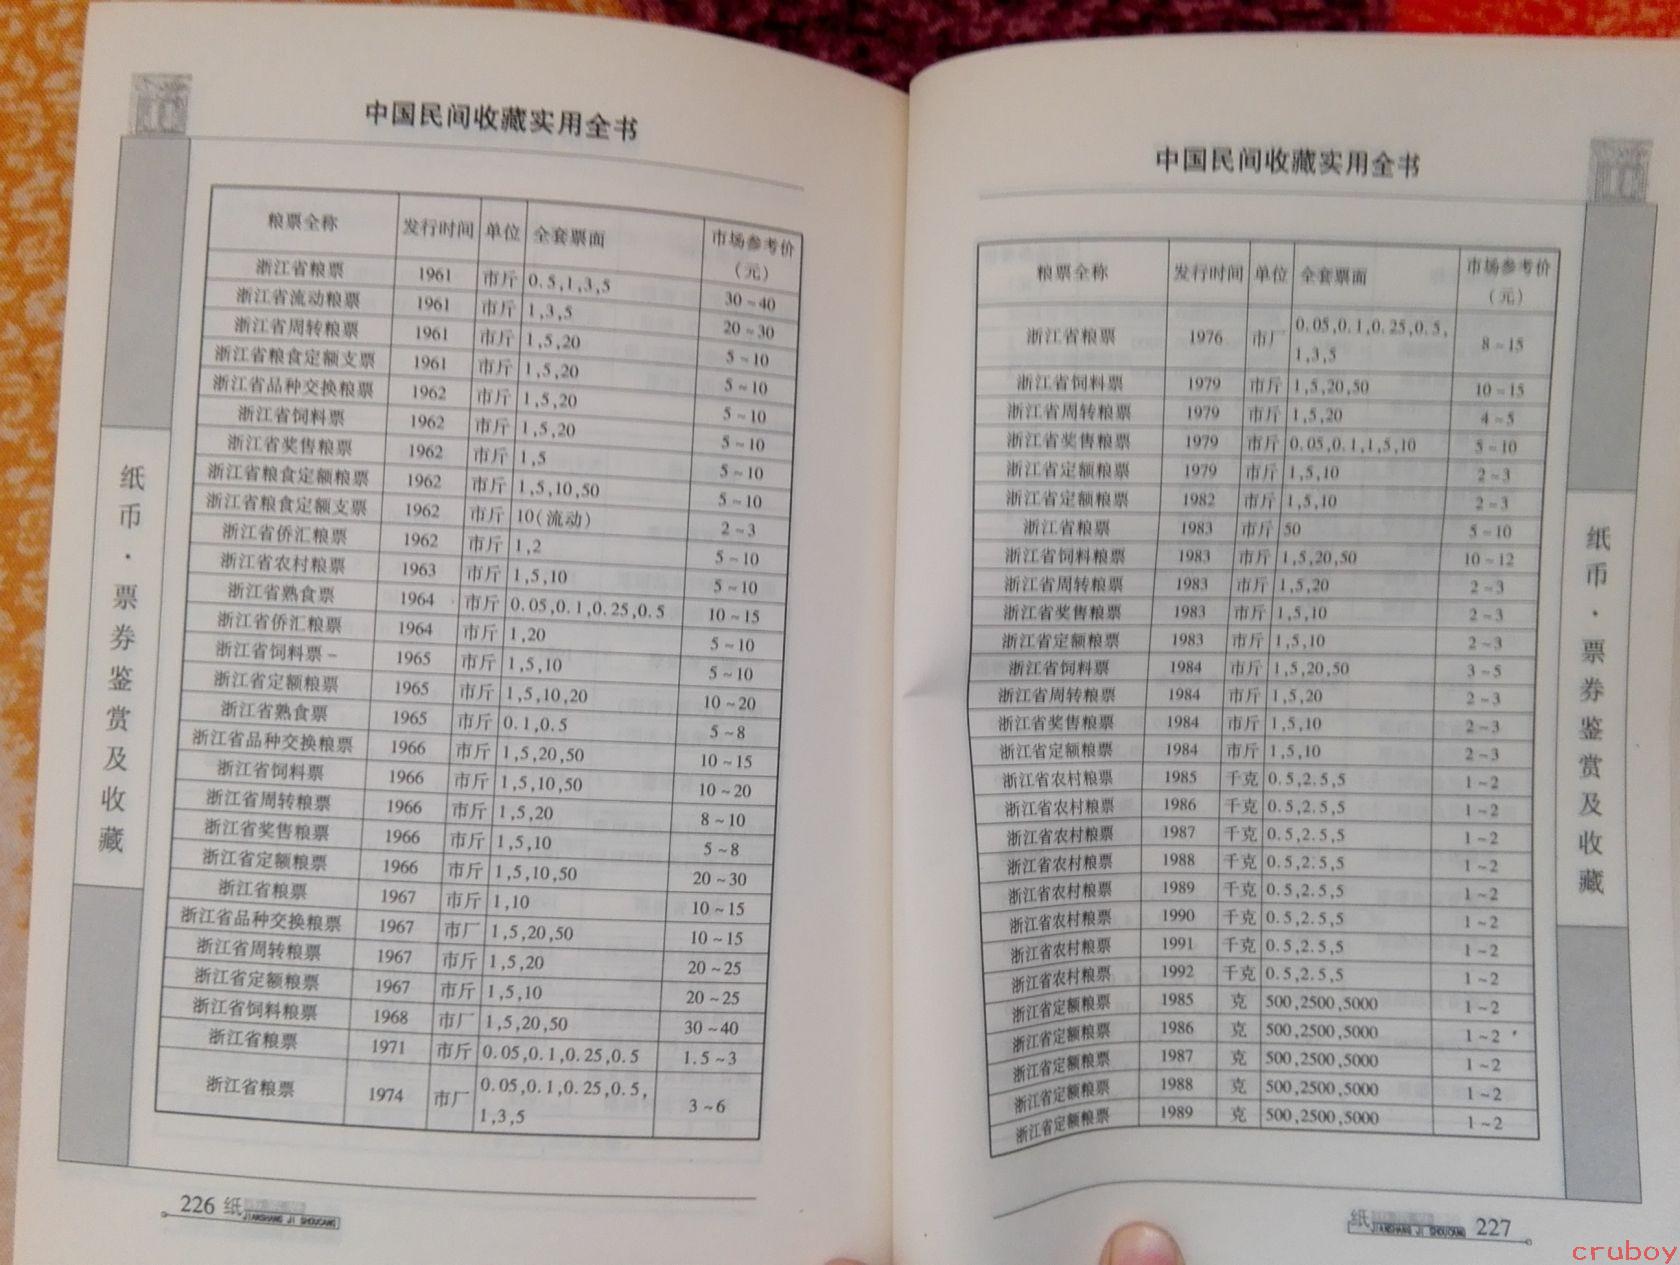 中国民间收藏实用全书
粮票全称 发行时间 单位 全套票面 市场参考价(元)
浙江省粮票 1961 市斤 0.5,1,3,5 30~40
浙江省流动粮票 1961 市斤 1,3,5 20~30
浙江省周转粮票 1961 市斤 1,5,20 5~10
浙江省粮食定额支票 1961 市斤 1,5,20 5~10
浙江省品种交换粮票 1962 市斤 1,5,20 5~10
浙江省饲料票 1962 市斤 1,5,20 5~10
浙江省奖售粮票 1962 市斤 1,5 5~10
浙江省粮食定额粮票 1962 市斤 1,5,10,50 5~10
浙江省粮食定额支票 1962 市斤 10(流动) 2~3
浙江省侨汇粮票 1962 市斤 1,2 5~10
浙江省农村粮票 1963 市斤 1,5,10 5~10
浙江省熟食票 1964 市斤 0.05,0.1,0.25,0.5 10~15
浙江省侨汇粮票 1964 市斤 1,20 5~10
浙江省饲料票- 1965 市斤 1,5,10 5~10
浙江省定额粮票 1965 市斤 1,5,10,20 10~20
浙江省熟食票 1965 市斤 0.1,0.5 5~8
浙江省品种交换粮票 1966 市斤 1,5,20,50 10~15
浙江省饲料票 1966 市斤 1,5,10,50 10~20
浙江省周转粮票 1966 市斤 1,5,20 8~10
浙江省奖售粮票 1966 市斤 1,5,10 5~8
浙江省定额粮票 1966 市斤 1,5,10,50 20~30
浙江省粮票 1967 市斤 1,10 10~15
浙江省品种交换粮票 1967 市厂 1,5,20,50 10~15
浙江省周转粮票 1967 市斤 1,5,20 20~25
浙江省定额粮票 1967 市斤 1,5,10 20~25
浙江省饲料粮票 1968 市厂 1,5,20,50 30~40
浙江省粮票 1971 市斤 0.05,0.1,0.25,0.5 1.5~3
浙江省粮票 1974 市厂 0.05,0.1,0.25,0.5,
1,3,5 3~6
纸币·票券鉴赏及收藏
226 纸
JIANSHANG JI SHOUCANG
中国民间收藏实用全书
粮票全称 发行时间 单位 全套票面 市场参考价(元)
浙江省粮票 1976 市厂 0.05,0.1,0.25,0.5,
1,3,5 8~15
浙江省饲料票 1979 市斤 1,5,20,50 10~15
浙江省周转粮票 1979 市斤 1,5,20 4~5
浙江省奖售粮票 1979 市斤 0.05,0.1,1,5,10 5~10
浙江省定额粮票 1979 市斤 1,5,10 2~3
浙江省定额粮票 1982 市斤 1,5,10 2~3
浙江省粮票 1983 市斤 50 5~10
浙江省饲料粮票 1983 市斤 1,5,20,50 10~12
浙江省周转粮票 1983 市斤 1,5,20 2~3
浙江省奖售粮票 1983 市斤 1,5,10 2~3
浙江省定额粮票 1983 市斤 1,5,10 2~3
浙江省饲料票 1984 市斤 1,5,20,50 3~5
浙江省周转粮票 1984 市斤 1,5,20 2~3
浙江省奖售粮票 1984 市斤 1,5,10 2~3
浙江省定额粮票 1984 市斤 1,5,10 2~3
浙江省农村粮票 1985 千克 0.5,2.5,5 1~2
浙江省农村粮票 1986 千克 0.5,2.5,5 1~2
浙江省农村粮票 1987 千克 0.5,2.5,5 1~2
浙江省农村粮票 1988 千克 0.5,2.5,5 1~2
浙江省农村粮票 1989 千克 0.5,2.5,5 1~2
浙江省农村粮票 1990 千克 0.5,2.5,5 1~2
浙江省农村粮票 1991 千克 0.5,2.5,5 1~2
浙江省农村粮票 1992 千克 0.5,2.5,5 1~2
浙江省定额粮票 1985 克 500,2500,5000 1~2
浙江省定额粮票 1986 克 500,2500,5000 1~2
浙江省定额粮票 1987 克 500,2500,5000 1~2
浙江省定额粮票 1988 克 500,2500,5000 1~2
浙江省定额粮票 1989 克 500,2500,5000 1~2
纸币·票券鉴赏及收藏
纸
JIANSHANG JI SHOUCANG 227
cruboy